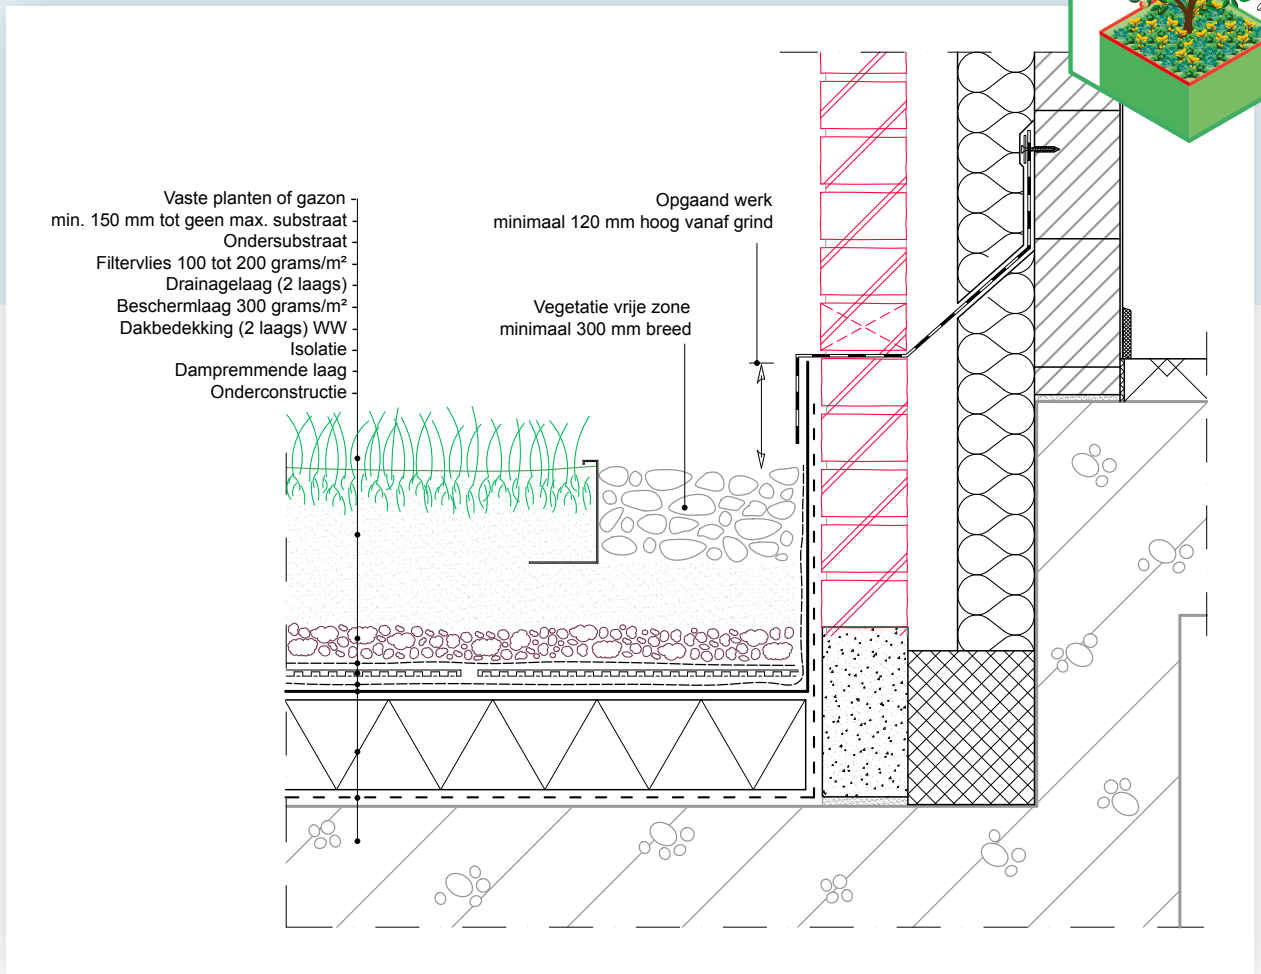 Vaste planten of gazon
min. 150 mm tot geen max. substraat
Ondersubstraat
Filtervlies 100 tot 200 grams/m²
Drainagelaag (2 laags)
Beschermlaag 300 grams/m²
Dakbedekking (2 laags) WW
Isolatie
Dampremmende laag
Onderconstructie
Opgaand werk
minimaal 120 mm hoog vanaf grind
Vegetatie vrije zone
minimaal 300 mm breed